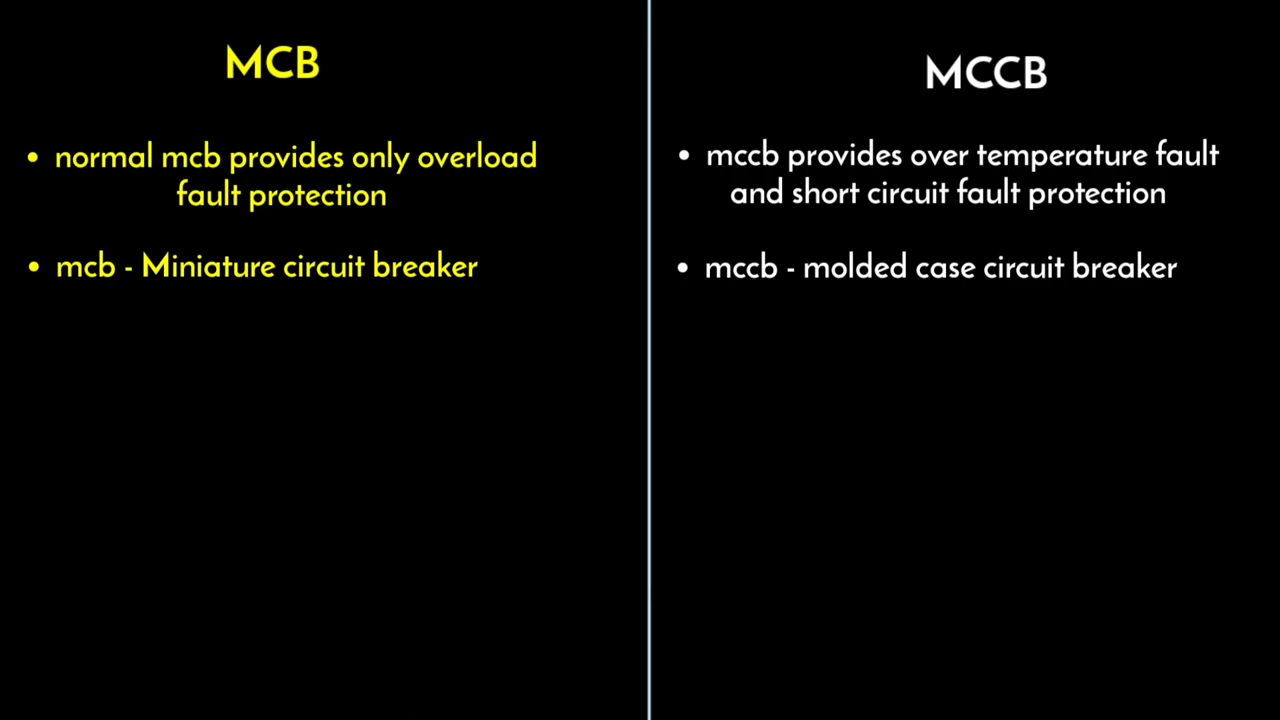 MCB
• normal mcb provides only overload
fault protection
• mcb - Miniature circuit breaker
MCCB
• mccb provides over temperature fault
and short circuit fault protection
• mccb - molded case circuit breaker